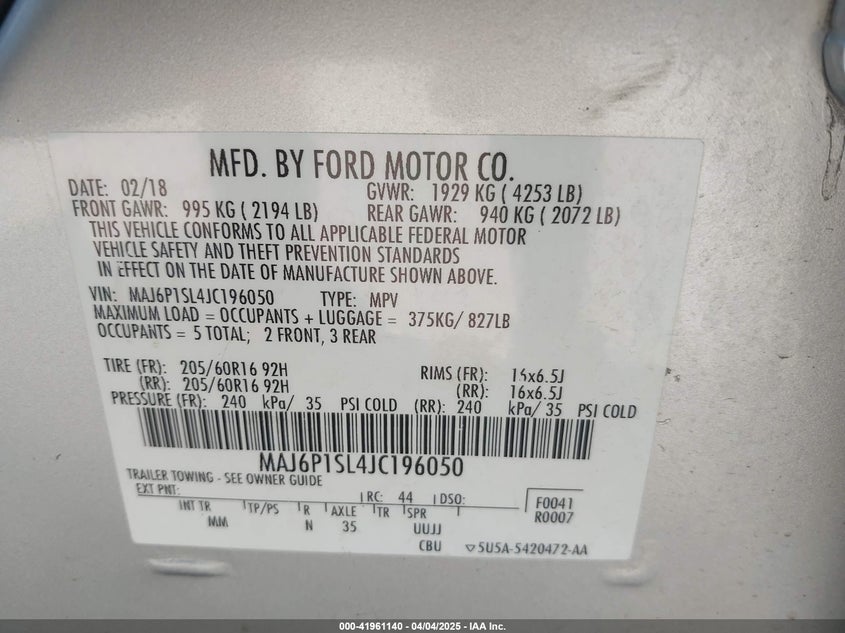 MFD. BY FORD MOTOR CO.
DATE: 02/18 GVWR: 1929 KG ( 4253 LB)
FRONT GAWR: 995 KG ( 2194 LB) REAR GAWR: 940 KG ( 2072 LB)
THIS VEHICLE CONFORMS TO ALL APPLICABLE FEDERAL MOTOR
VEHICLE SAFETY AND THEFT PREVENTION STANDARDS
IN EFFECT ON THE DATE OF MANUFACTURE SHOWN ABOVE.
VIN: MAJ6P1SL4JC196050 TYPE: MPV
MAXIMUM LOAD = OCCUPANTS + LUGGAGE = 375KG/ 827LB
OCCUPANTS = 5 TOTAL; 2 FRONT, 3 REAR
TIRE (FR): 205/60R16 92H RIMS (FR): 16x6.5J
(RR): 205/60R16 92H (RR): 16x6.5J
PRESSURE (FR): 240 kPa/ 35 PSI COLD (RR): 240 kPa/ 35 PSI COLD
MAJ6P1SL4JC196050
TRAILER TOWING - SEE OWNER GUIDE
EXT PNT: RC: 44 DSO: F0041
INT TR TP/PS R AXLE TR SPR R0007
MM N 35 UUJJ
CBU 5U5A-5420472-AA
000-41961140 - 04/04/2025 - IAA Inc.